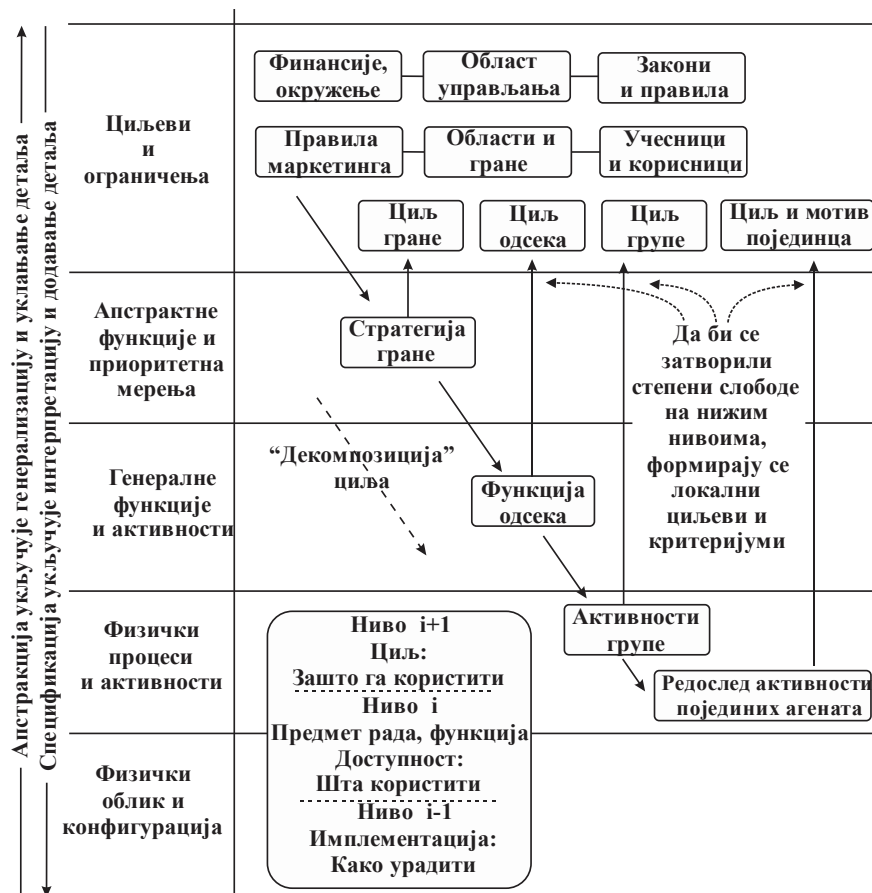 Апстракција укључује генерализацију и уклањање детаља
Спецификација укључује интерпретацију и додавање детаља
Циљеви
и
ограничења
Финансије,
окружење
Област
управљања
Закони
и правила
Правила
маркетинга
Области и
гране
Учесници
и корисници
Циљ
гране
Циљ
одсека
Циљ
групе
Циљ и мотив
појединца
Апстрактне
функције и
приоритетна
мерења
Стратегија
гране
Да би се
затворили
степени слободе
на нижим
нивоима,
формирају се
локални
циљеви и
критеријуми
Генералне
функције
и активности
“Декомпозиција”
циља
Функција
одсека
Физички
процеси
и активности
Активности
групе
Редослед активности
појединих агената
Ниво i+1
Циљ:
Зашто га користити
Ниво i
Предмет рада, функција
Доступност:
Шта користити
Ниво i-1
Имплементација:
Како урадити
Физички
облик и
конфигурација